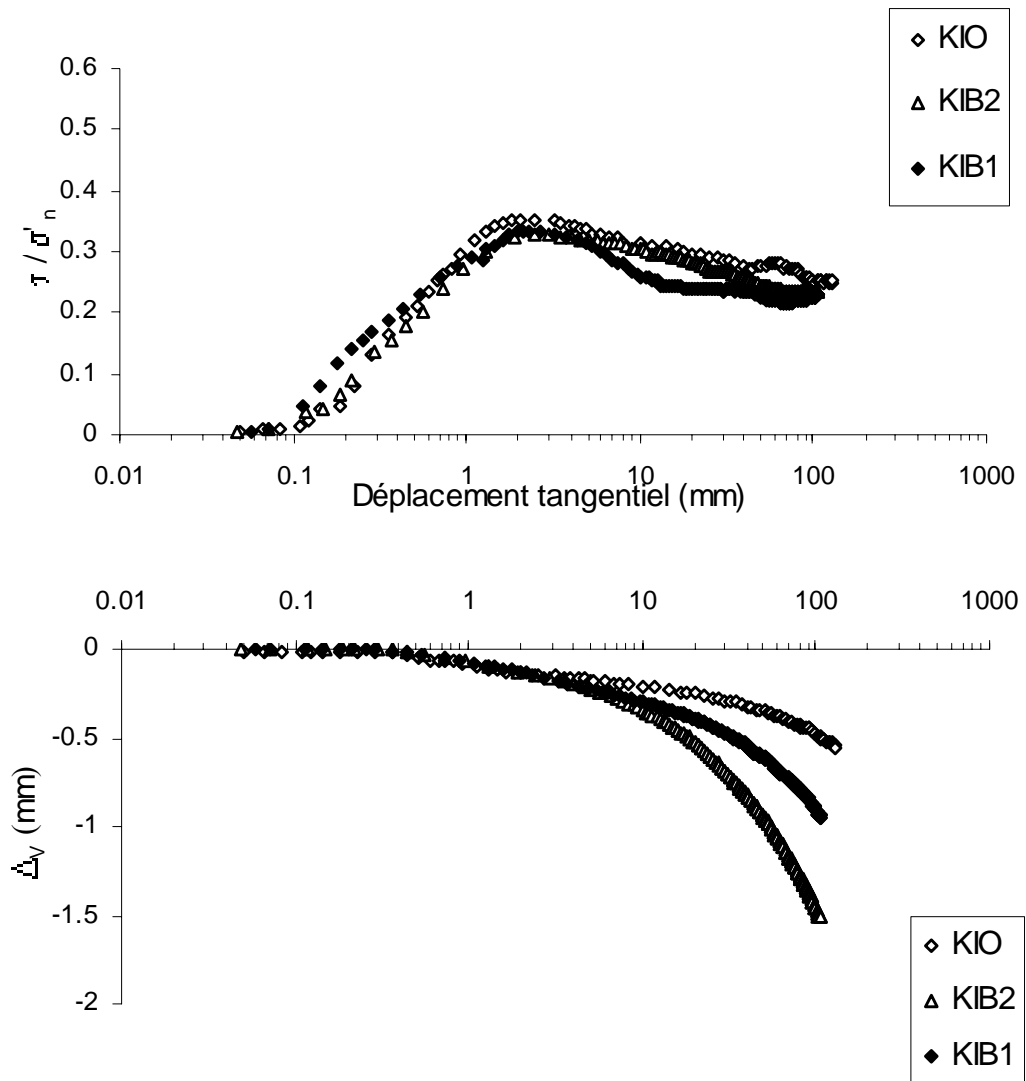 KIO
KIB2
KIB1
0.6
0.5
0.4
0.3
0.2
0.1
0
τ / σ'n
0.01 0.1 1 10 100 1000
Déplacement tangentiel (mm)
0.01 0.1 1 10 100 1000
0
-0.5
-1
-1.5
-2
ΔV (mm)
KIO
KIB2
KIB1